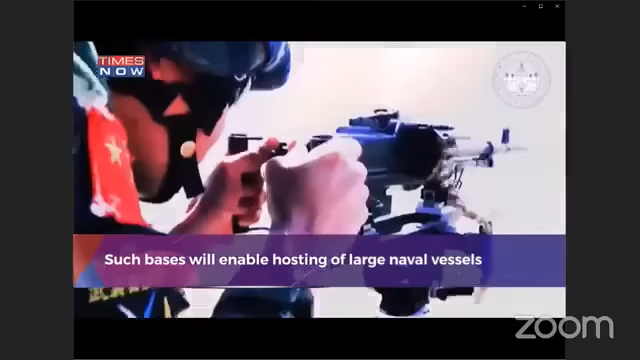 TIMES
NOW
Such bases will enable hosting of large naval vessels
zoom